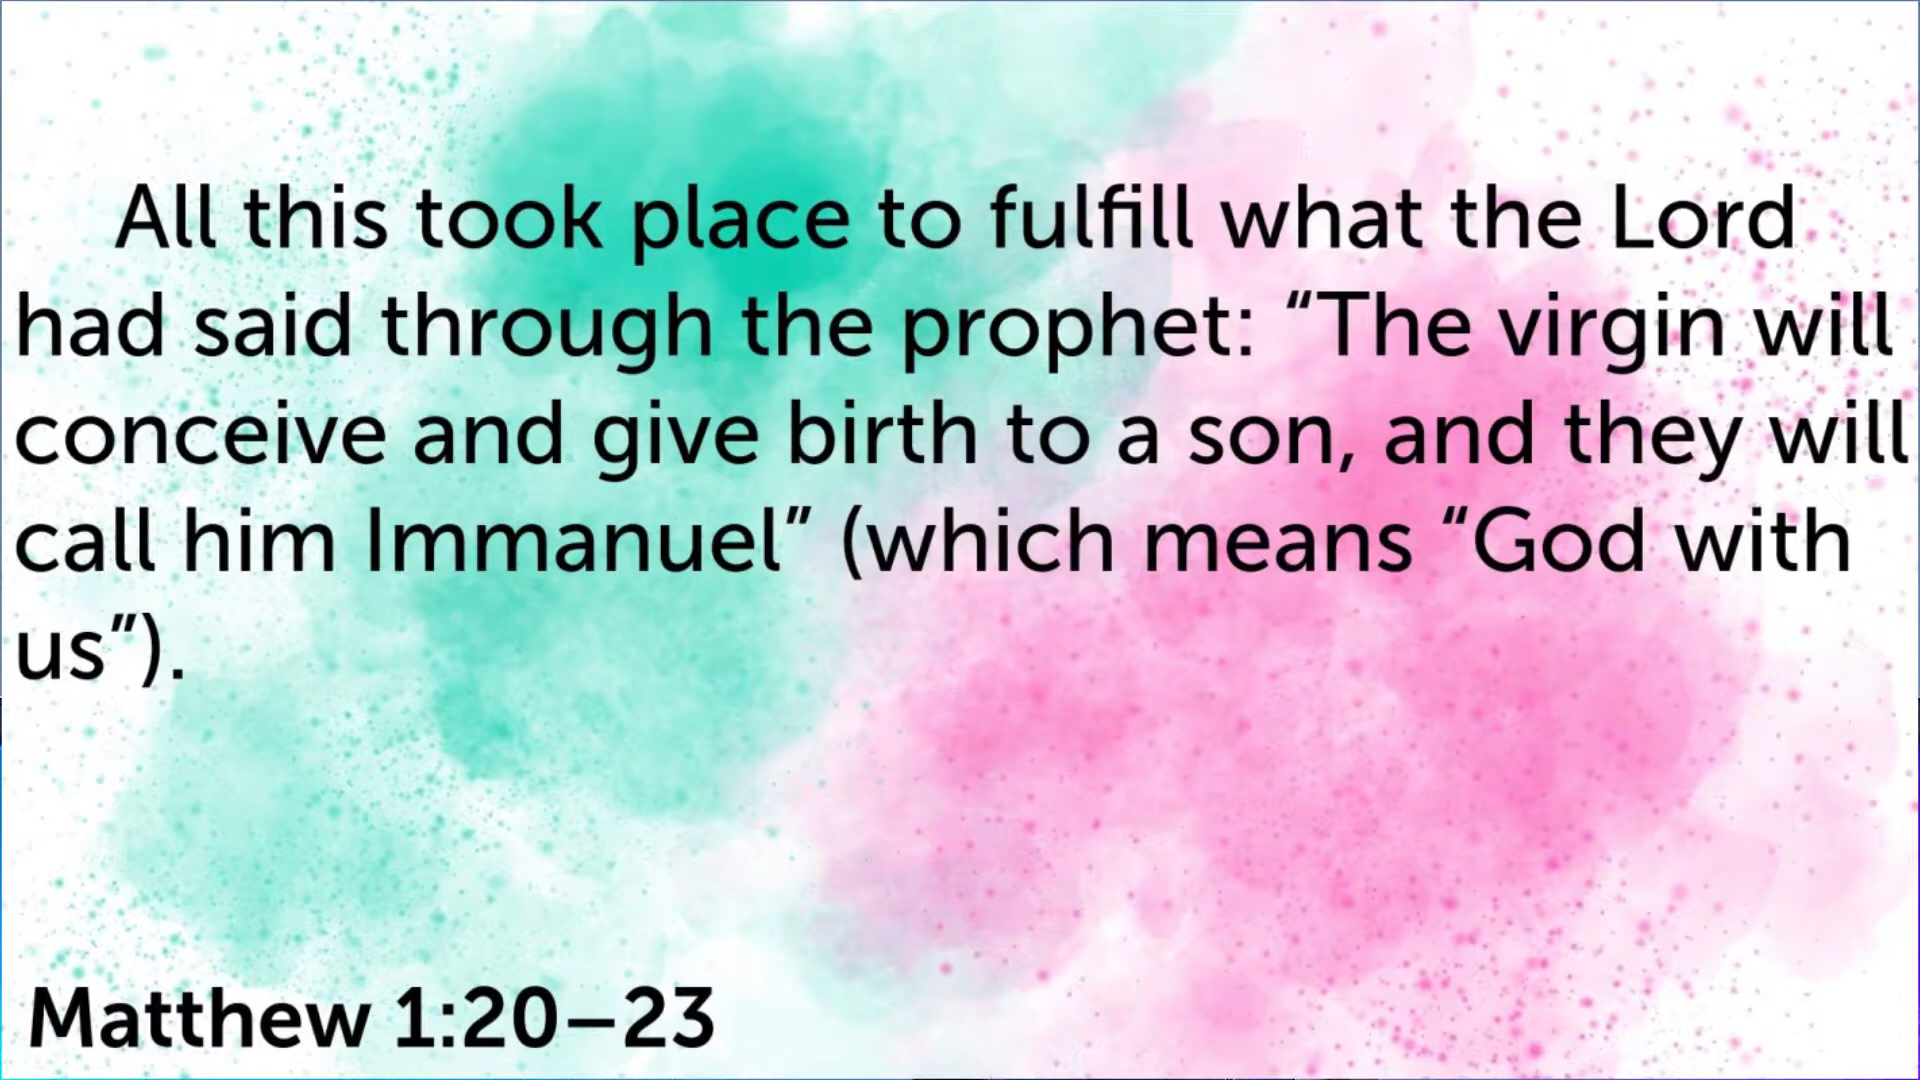 All this took place to fulfill what the Lord
had said through the prophet: “The virgin will
conceive and give birth to a son, and they will
call him Immanuel” (which means “God with
us”).
Matthew 1:20–23